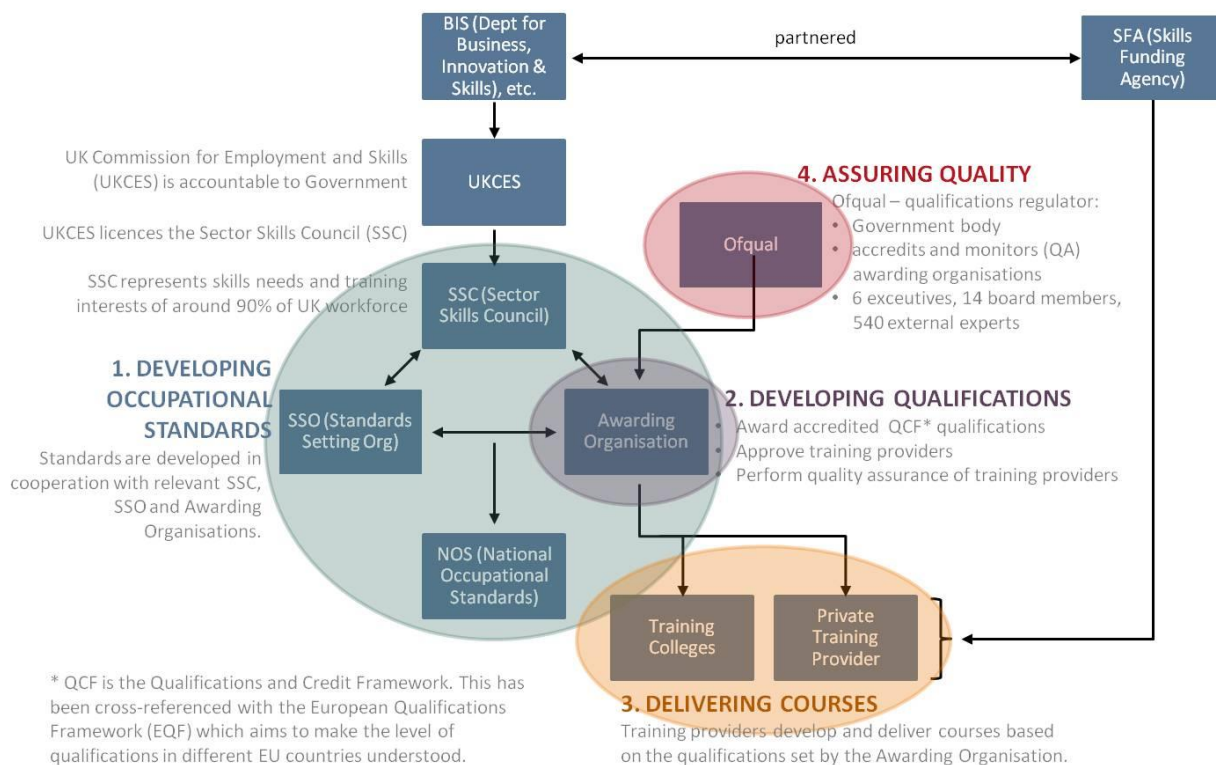 BIS (Dept for
Business,
Innovation &
Skills), etc.
partnered
SFA (Skills
Funding
Agency)
UK Commission for Employment and Skills
(UKCES) is accountable to Government
UKCES
UKCES licences the Sector Skills Council (SSC)
SSC represents skills needs and training
interests of around 90% of UK workforce
SSC (Sector
Skills Council)
4. ASSURING QUALITY
Ofqual – qualifications regulator:
• Government body
• accredits and monitors (QA)
awarding organisations
• 6 exceutives, 14 board members,
540 external experts
Ofqual
1. DEVELOPING
OCCUPATIONAL
STANDARDS
Standards are developed in
cooperation with relevant SSC,
SSO and Awarding
Organisations.
SSO (Standards
Setting Org)
Awarding
Organisation
2. DEVELOPING QUALIFICATIONS
• Award accredited QCF* qualifications
• Approve training providers
• Perform quality assurance of training providers
NOS (National
Occupational
Standards)
Training
Colleges
Private
Training
Provider
3. DELIVERING COURSES
Training providers develop and deliver courses based
on the qualifications set by the Awarding Organisation.
* QCF is the Qualifications and Credit Framework. This has
been cross-referenced with the European Qualifications
Framework (EQF) which aims to make the level of
qualifications in different EU countries understood.